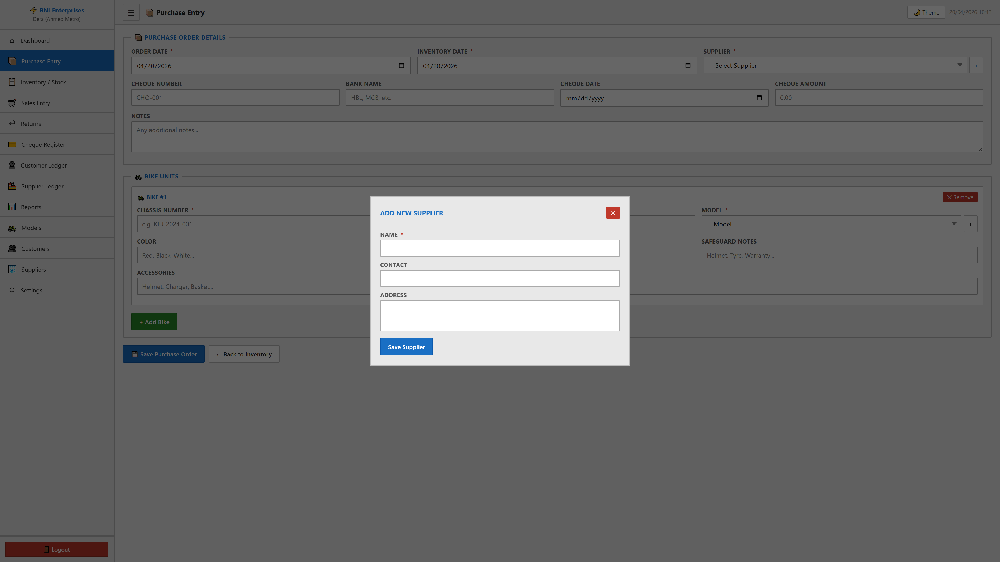 ⚡ BNI Enterprises
Dera (Ahmed Metro)
Dashboard
Purchase Entry
Inventory / Stock
Sales Entry
Returns
Cheque Register
Customer Ledger
Supplier Ledger
Reports
Models
Customers
Suppliers
Settings
Logout
☰
Purchase Entry
Theme
20/04/2026 10:43
PURCHASE ORDER DETAILS
ORDER DATE * INVENTORY DATE * SUPPLIER *
04/20/2026 04/20/2026 -- Select Supplier -- +
CHEQUE NUMBER BANK NAME CHEQUE DATE CHEQUE AMOUNT
CHQ-001 HBL, MCB, etc. mm/dd/yyyy 0.00
NOTES
Any additional notes...
BIKE UNITS
BIKE #1
✕ Remove
CHASSIS NUMBER * MODEL *
e.g. KIU-2024-001 -- Model -- +
COLOR SAFEGUARD NOTES
Red, Black, White... Helmet, Tyre, Warranty...
ACCESSORIES
Helmet, Charger, Basket...
+ Add Bike
Save Purchase Order
← Back to Inventory
ADD NEW SUPPLIER
✕
NAME *
CONTACT
ADDRESS
Save Supplier